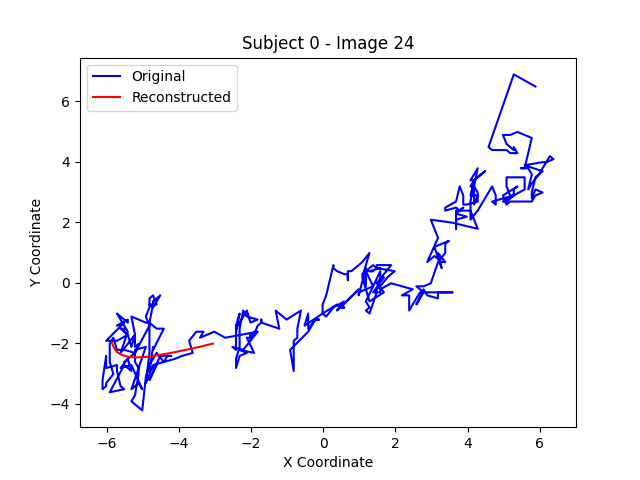 Subject 0 - Image 24
Original
Reconstructed
Y Coordinate
6
4
2
0
−2
−4
−6 −4 −2 0 2 4 6
X Coordinate